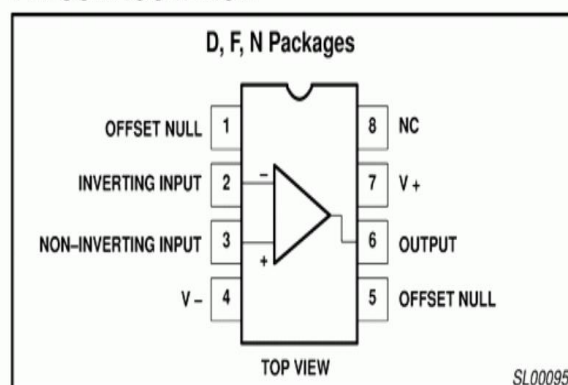 D, F, N Packages
OFFSET NULL 1
8 NC
INVERTING INPUT 2
–
7 V +
NON–INVERTING INPUT 3
+
6 OUTPUT
V – 4
5 OFFSET NULL
TOP VIEW
SL00095